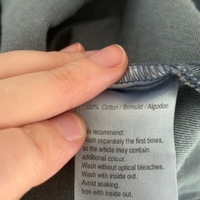 100% Cotton / Bomuld / Algodon
We recommend:
Wash separately the first times,
as the article may contain
additional colour.
Wash without optical bleaches.
Wash with inside out.
Avoid soaking.
Iron with inside out.